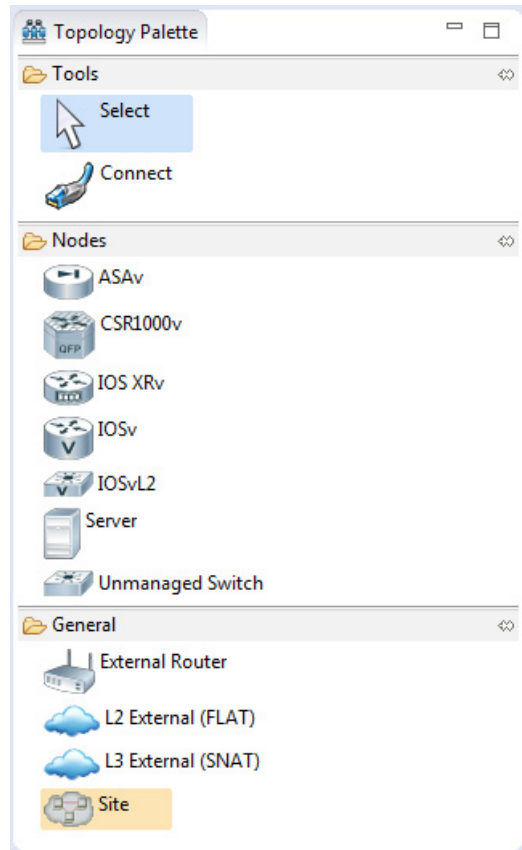 Topology Palette
Tools
Select
Connect
Nodes
ASAv
CSR1000v
QFP
IOS XRv
IOSv
V
IOSvL2
V
Server
Unmanaged Switch
General
External Router
L2 External (FLAT)
L3 External (SNAT)
Site